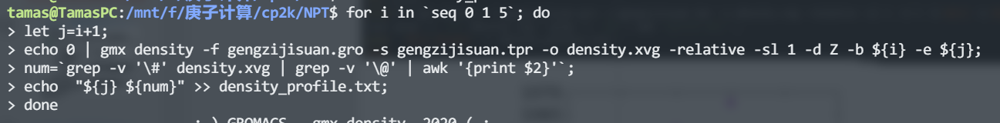 tamas@TamasPC:/mnt/f/庚子计算/cp2k/NPT$ for i in `seq 0 1 5`; do
> let j=i+1;
> echo 0 | gmx density -f gengzijisuan.gro -s gengzijisuan.tpr -o density.xvg -relative -sl 1 -d Z -b ${i} -e ${j};
> num=`grep -v '\#' density.xvg | grep -v '\@' | awk '{print $2}'`;
> echo  "${j} ${num}" >> density_profile.txt;
> done
:-) GROMACS - gmx density, 2020 (-: